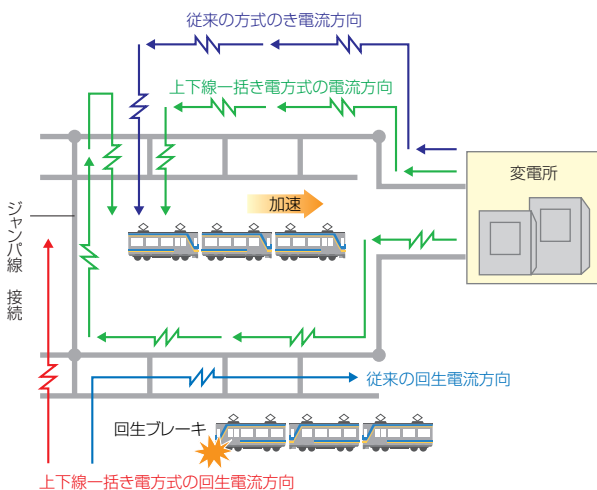 従来の方式のき電流方向
上下線一括き電方式の電流方向
変電所
加速
ジャンパ線 接続
従来の回生電流方向
回生ブレーキ
上下線一括き電方式の回生電流方向